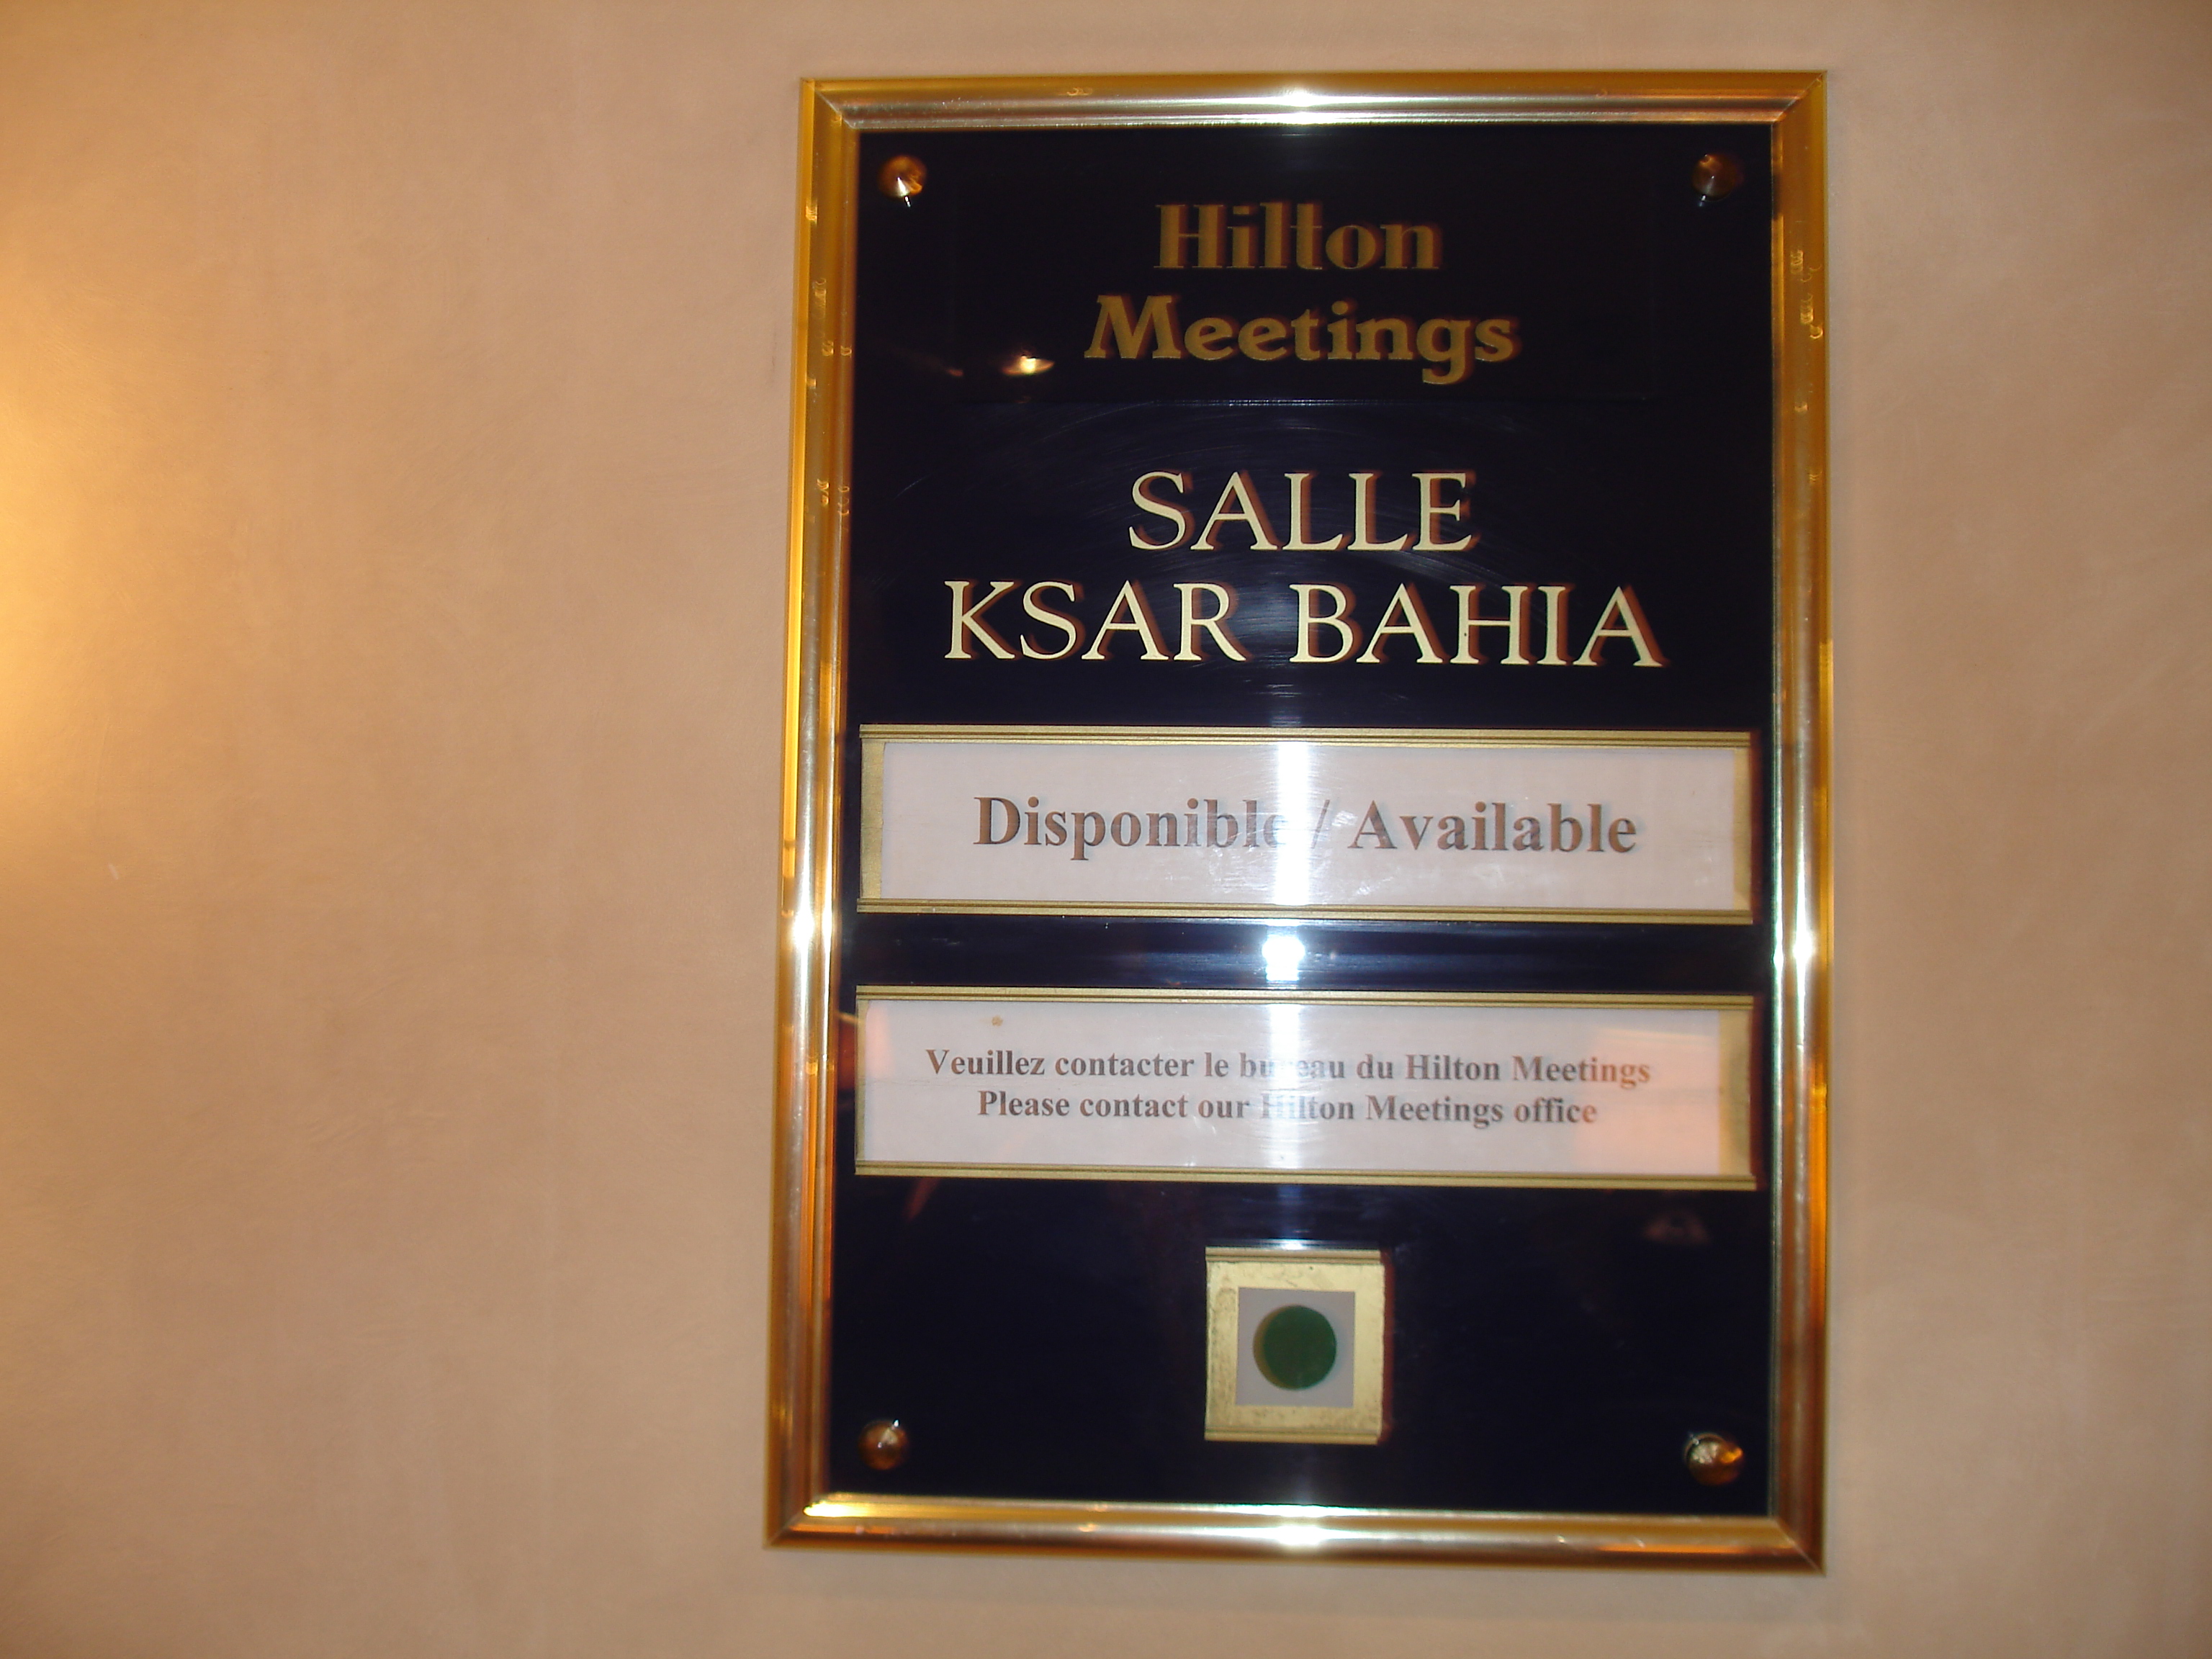 Hilton
Meetings
SALLE
KSAR BAHIA
Disponible / Available
Veuillez contacter le bureau du Hilton Meetings
Please contact our Hilton Meetings office